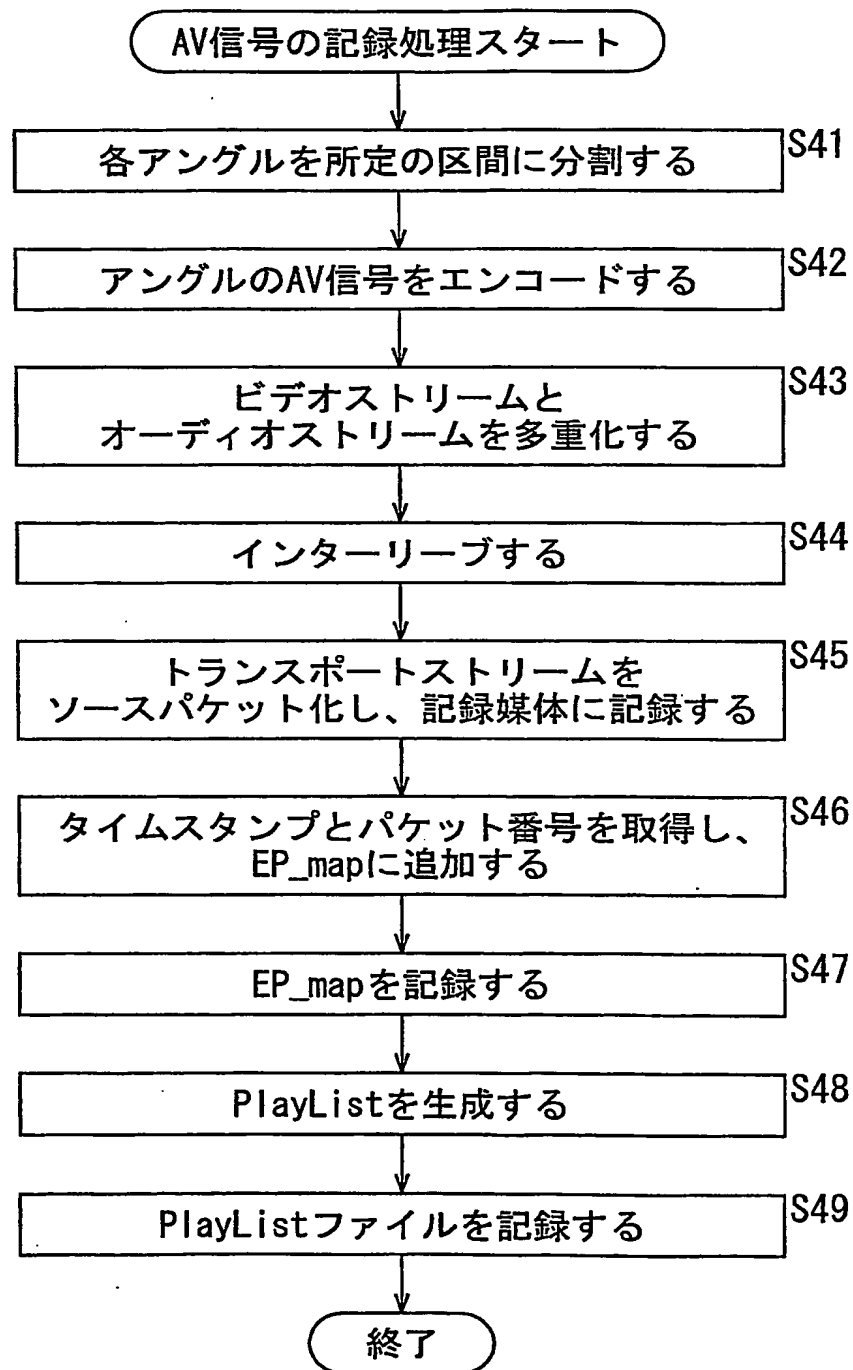 AV信号の記録処理スタート
各アングルを所定の区間に分割する
S41
アングルのAV信号をエンコードする
S42
ビデオストリームと
オーディオストリームを多重化する
S43
インターリーブする
S44
トランスポートストリームを
ソースパケット化し、記録媒体に記録する
S45
タイムスタンプとパケット番号を取得し、
EP_mapに追加する
S46
EP_mapを記録する
S47
PlayListを生成する
S48
PlayListファイルを記録する
S49
終了